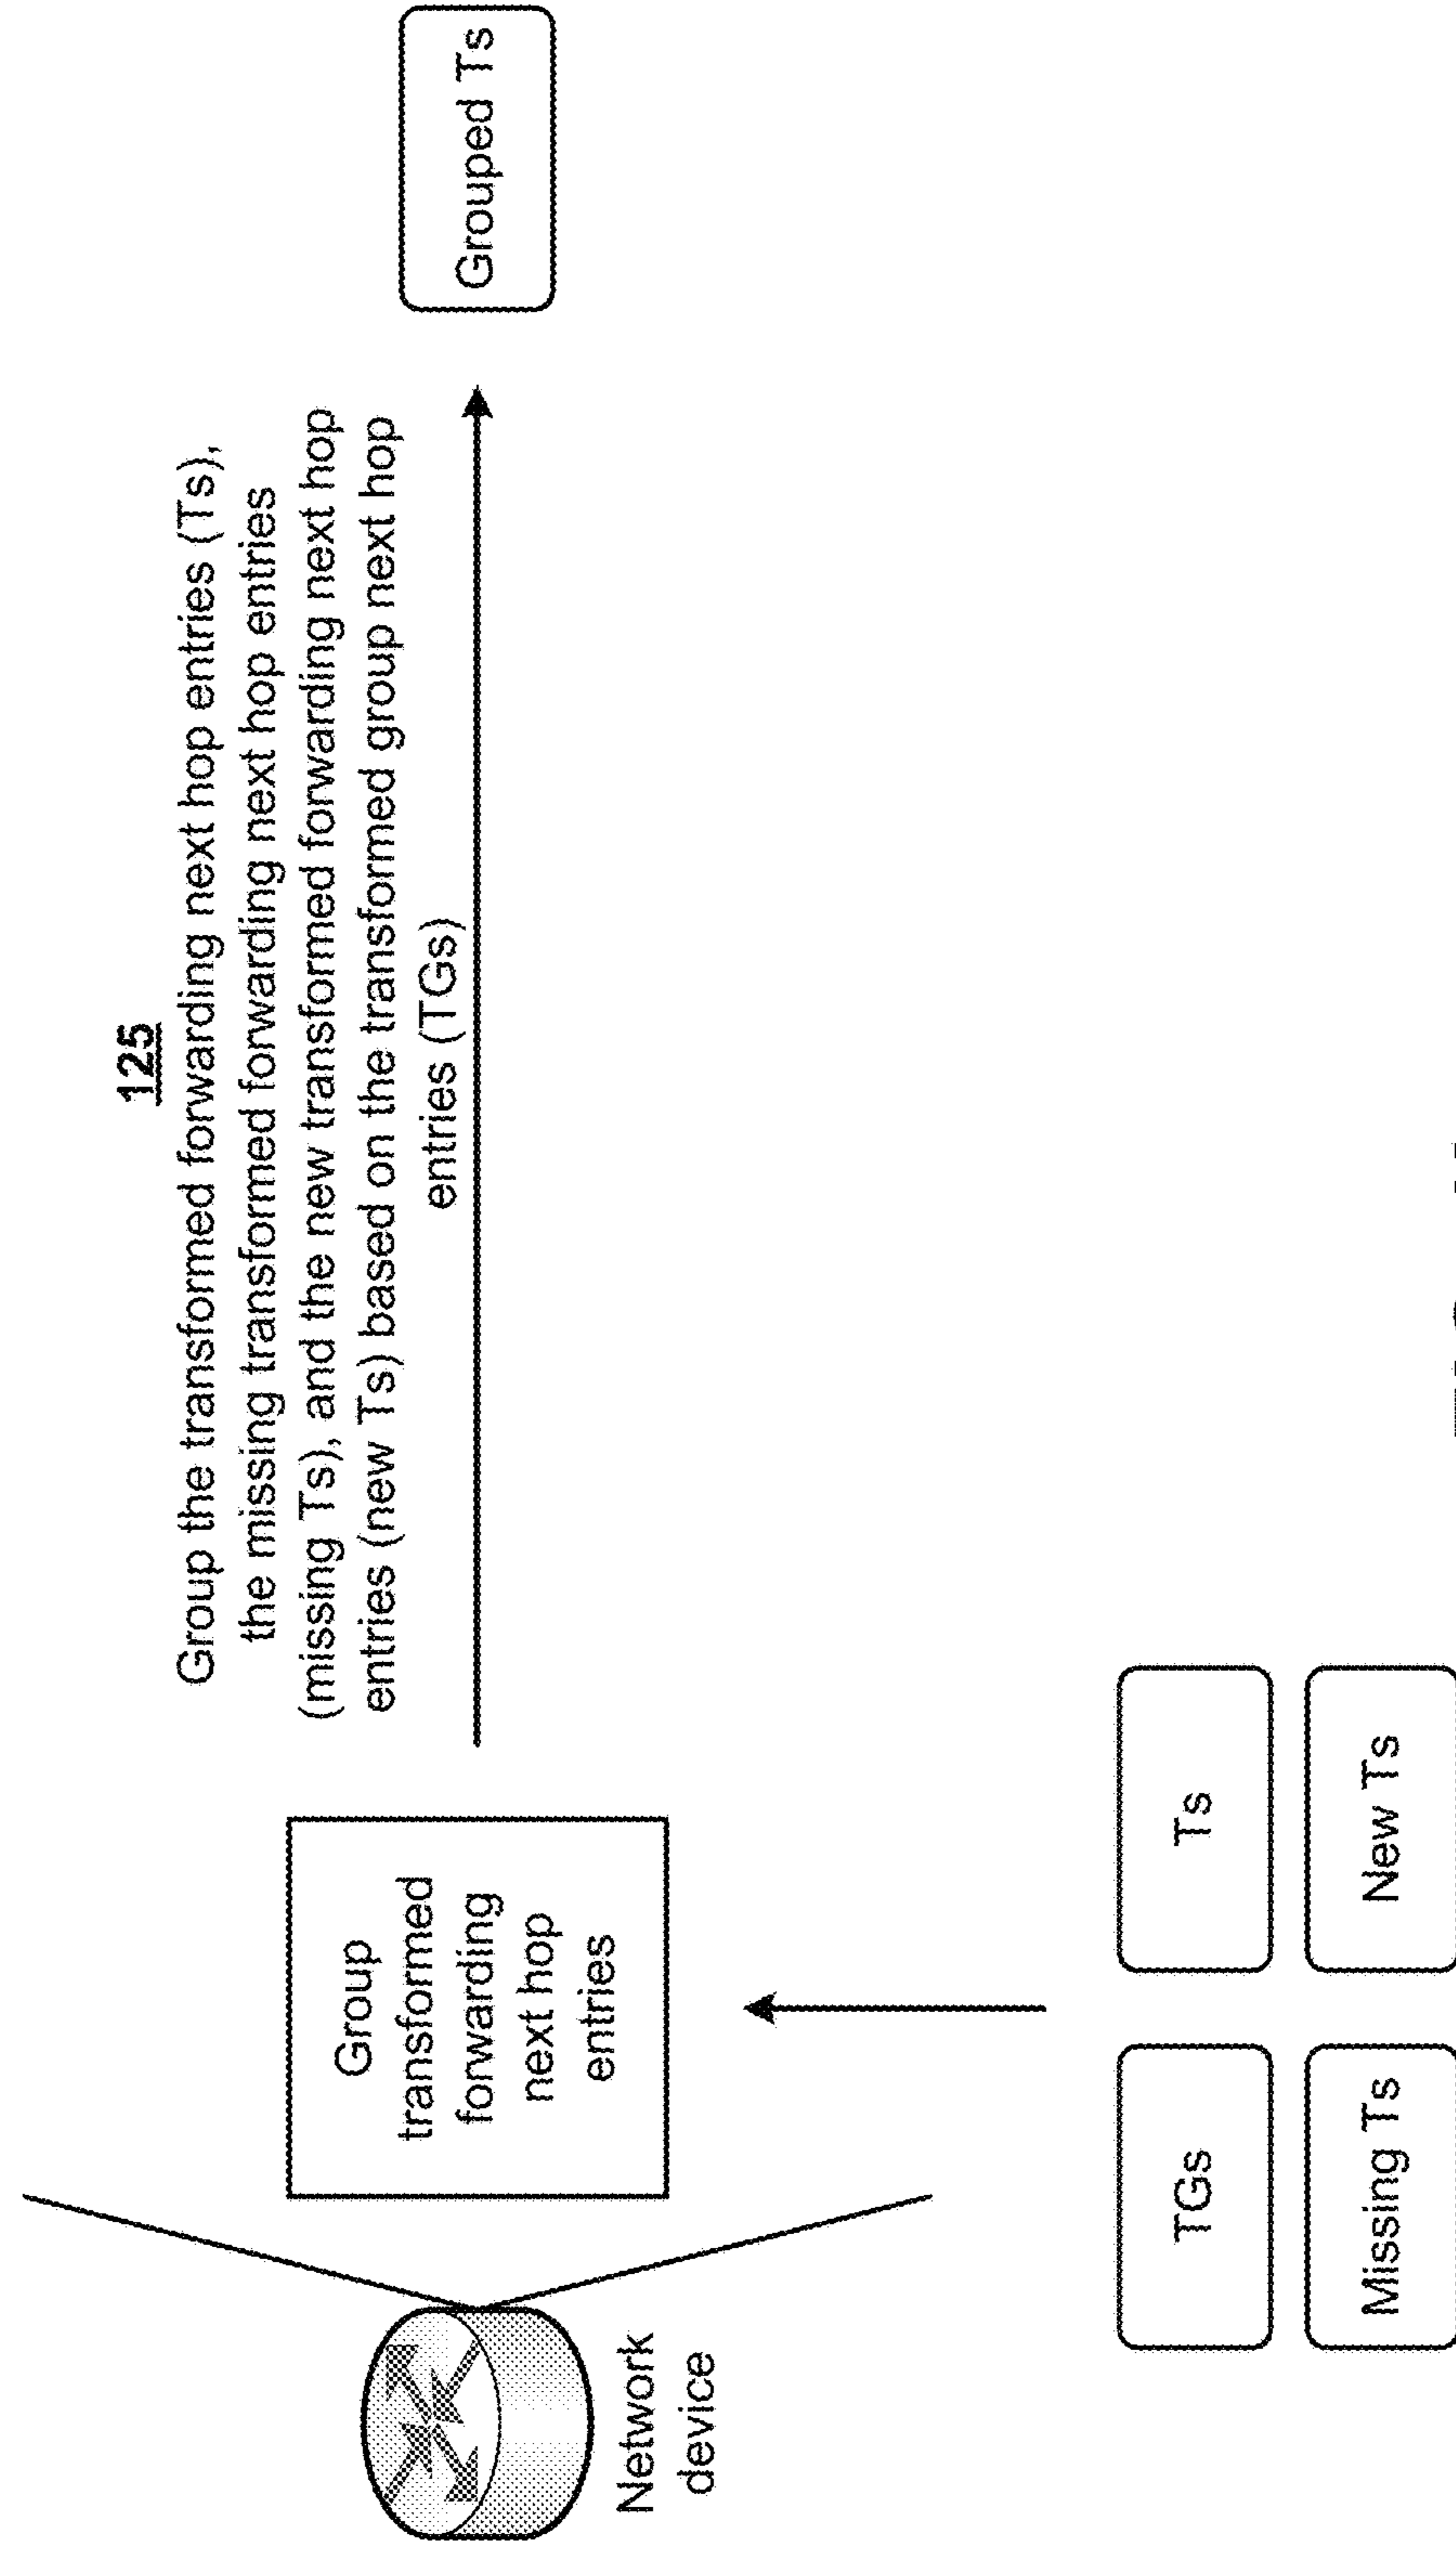 125
Group the transformed forwarding next hop entries (Ts),
the missing transformed forwarding next hop entries
(missing Ts), and the new transformed forwarding next hop
entries (new Ts) based on the transformed group next hop
entries (TGs)
Network
device
Group
transformed
forwarding
next hop
entries
Grouped Ts
TGs
Ts
Missing Ts
New Ts